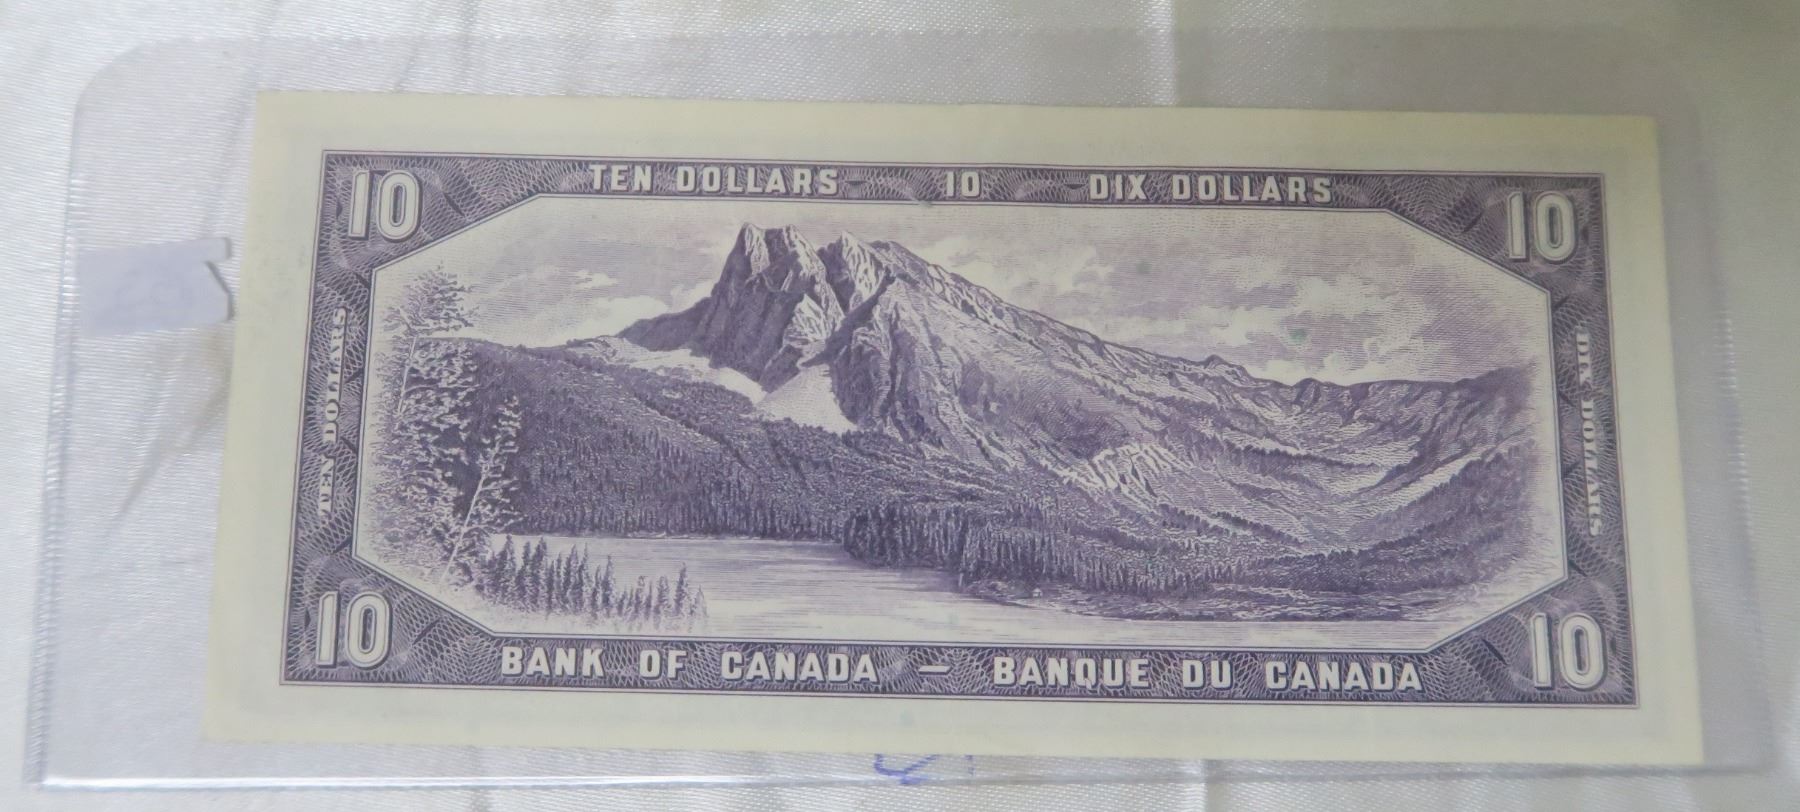 10 TEN DOLLARS 10 DIX DOLLARS 10
TEN DOLLARS
DIX DOLLARS
10 BANK OF CANADA — BANQUE DU CANADA 10